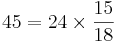 45 = 24 × 15/18